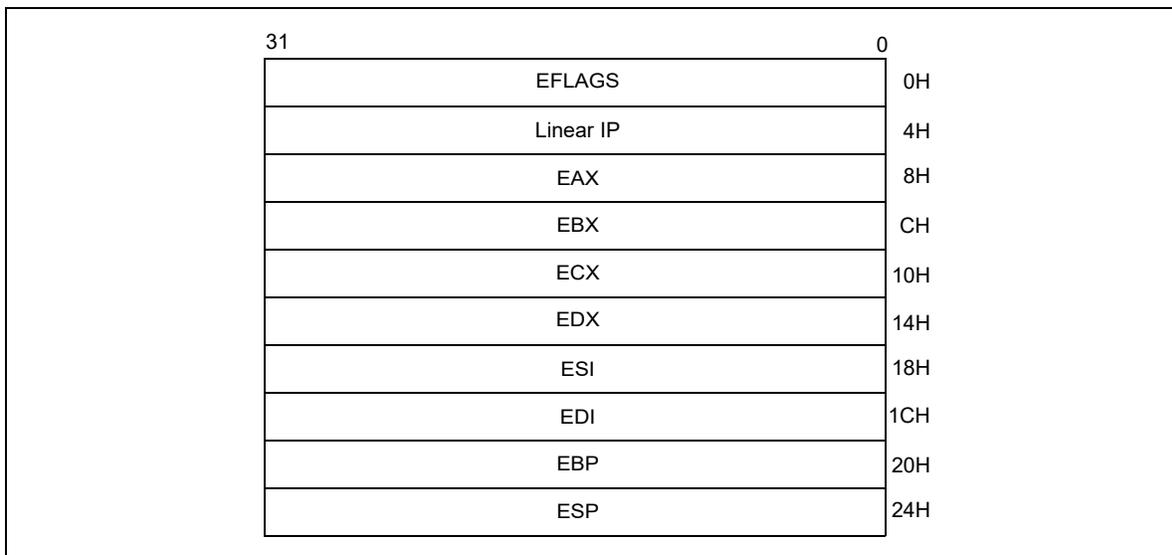 31 0
EFLAGS 0H
Linear IP 4H
EAX 8H
EBX CH
ECX 10H
EDX 14H
ESI 18H
EDI 1CH
EBP 20H
ESP 24H